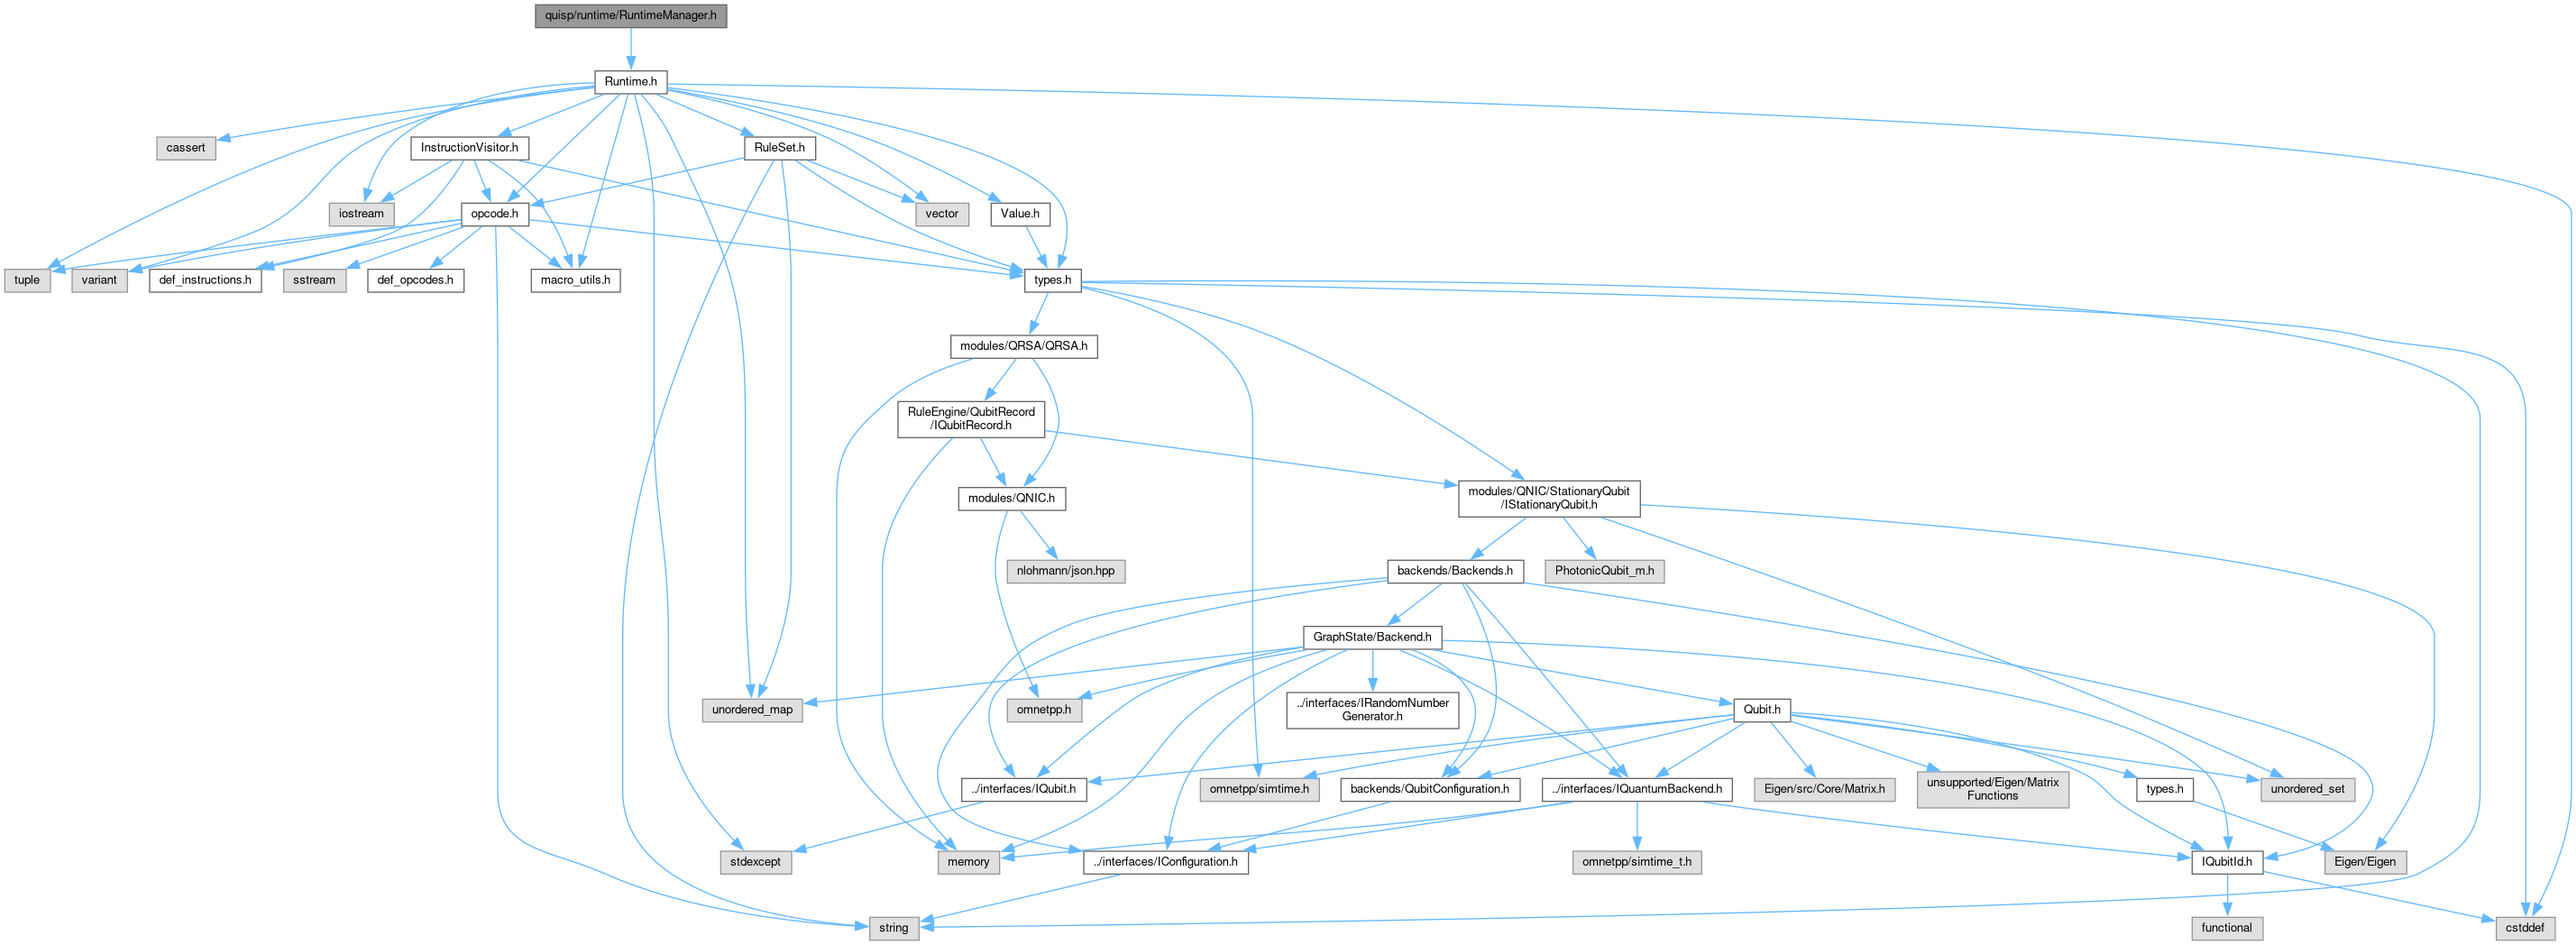 quisp/runtime/RuntimeManager.h
Runtime.h
cassert
InstructionVisitor.h
RuleSet.h
iostream
opcode.h
vector
Value.h
tuple
variant
def_instructions.h
sstream
def_opcodes.h
macro_utils.h
types.h
modules/QRSA/QRSA.h
RuleEngine/QubitRecord
/IQubitRecord.h
modules/QNIC.h
modules/QNIC/StationaryQubit
/IStationaryQubit.h
nlohmann/json.hpp
backends/Backends.h
PhotonicQubit_m.h
GraphState/Backend.h
unordered_map
omnetpp.h
../interfaces/IRandomNumber
Generator.h
Qubit.h
../interfaces/IQubit.h
omnetpp/simtime.h
backends/QubitConfiguration.h
../interfaces/IQuantumBackend.h
Eigen/src/Core/Matrix.h
unsupported/Eigen/Matrix
Functions
types.h
unordered_set
stdexcept
memory
../interfaces/IConfiguration.h
omnetpp/simtime_t.h
IQubitId.h
Eigen/Eigen
string
functional
cstddef